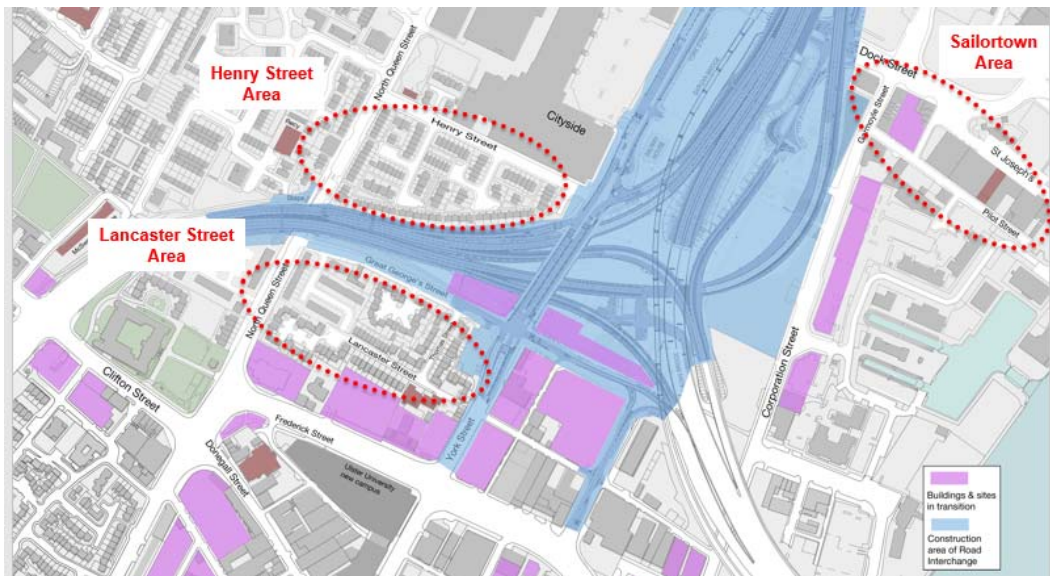 Sailortown
Area
Dock Street
Henry Street
Area
North Queen Street
Cityside
Garmoyle Street
Henry Street
St Joseph's
Pilot Street
Lancaster Street
Area
Great George's Street
North Queen Street
Lancaster Street
Corporation Street
Clifton Street
Frederick Street
York Street
Donegall Street
Ulster University
new campus
Buildings & sites
in transition
Construction
area of Road
Interchange